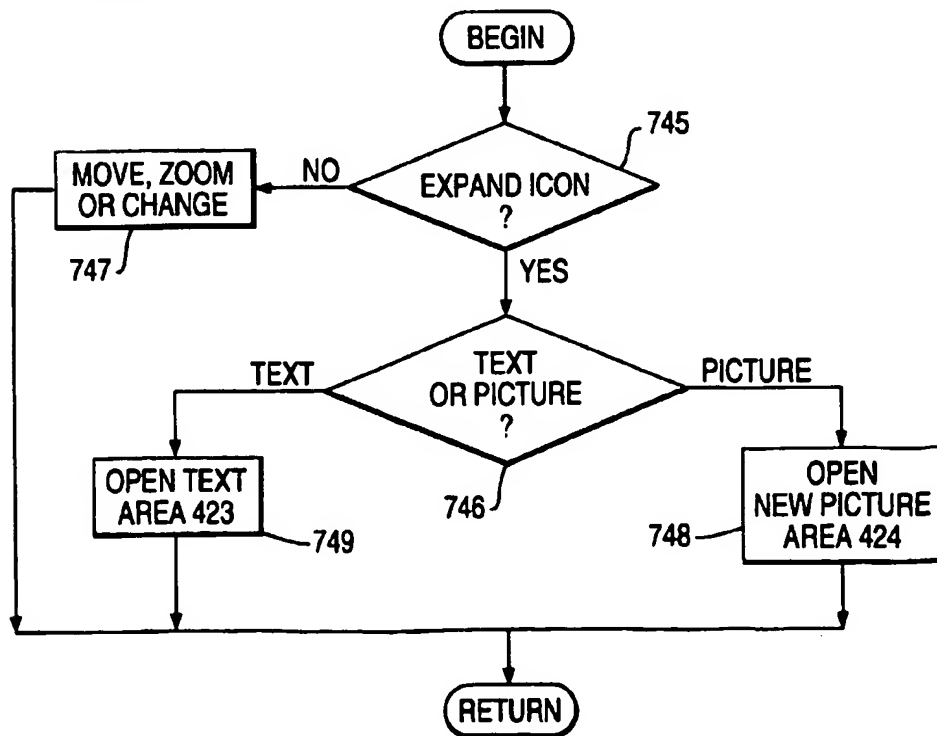 BEGIN
745
EXPAND ICON
?
NO
MOVE, ZOOM
OR CHANGE
747
YES
TEXT
OR PICTURE
?
746
TEXT
PICTURE
OPEN TEXT
AREA 423
749
OPEN
NEW PICTURE
AREA 424
748
RETURN